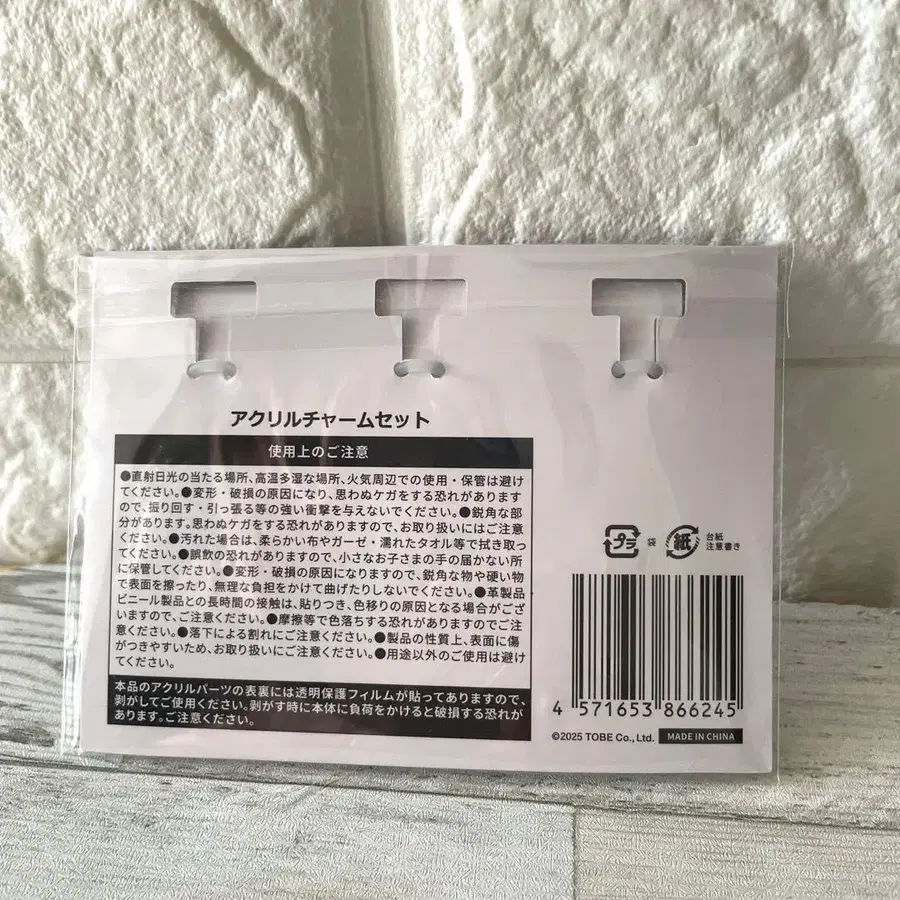 アクリルチャームセット
使用上のご注意
●直射日光の当たる場所、高温多湿な場所、火気周辺での使用・保管は避け
てください。●変形・破損の原因になり、思わぬケガをする恐れがあります
ので、振り回す・引っ張る等の強い衝撃を与えないでください。●鋭角な部
分があります。思わぬケガをする恐れがありますので、お取り扱いにはご注意
ください。●汚れた場合は、柔らかい布やガーゼ・濡れたタオル等で拭き取っ
てください。●誤飲の恐れがありますので、小さなお子さまの手の届かない所
に保管してください。●変形・破損の原因になりますので、鋭角な物や硬い物
で表面を擦ったり、無理な負担をかけて曲げたりしないでください。●革製品
ビニール製品との長時間の接触は、貼りつき、色移りの原因となる場合がござ
いますので、ご注意ください。●摩擦等で色落ちする恐れがありますのでご注
意ください。●落下による割れにご注意ください。●製品の性質上、表面に傷
がつきやすいため、お取り扱いにご注意ください。●用途以外のご使用は避け
てください。
本品のアクリルパーツの表裏には透明保護フィルムが貼ってありますので、
剥がしてご使用ください。剥がす時に本体に負荷をかけると破損する恐れが
あります。ご注意ください。
プラ 袋 紙 台紙
注意書き
4 571653 866245
©2025 TOBE Co., Ltd. MADE IN CHINA